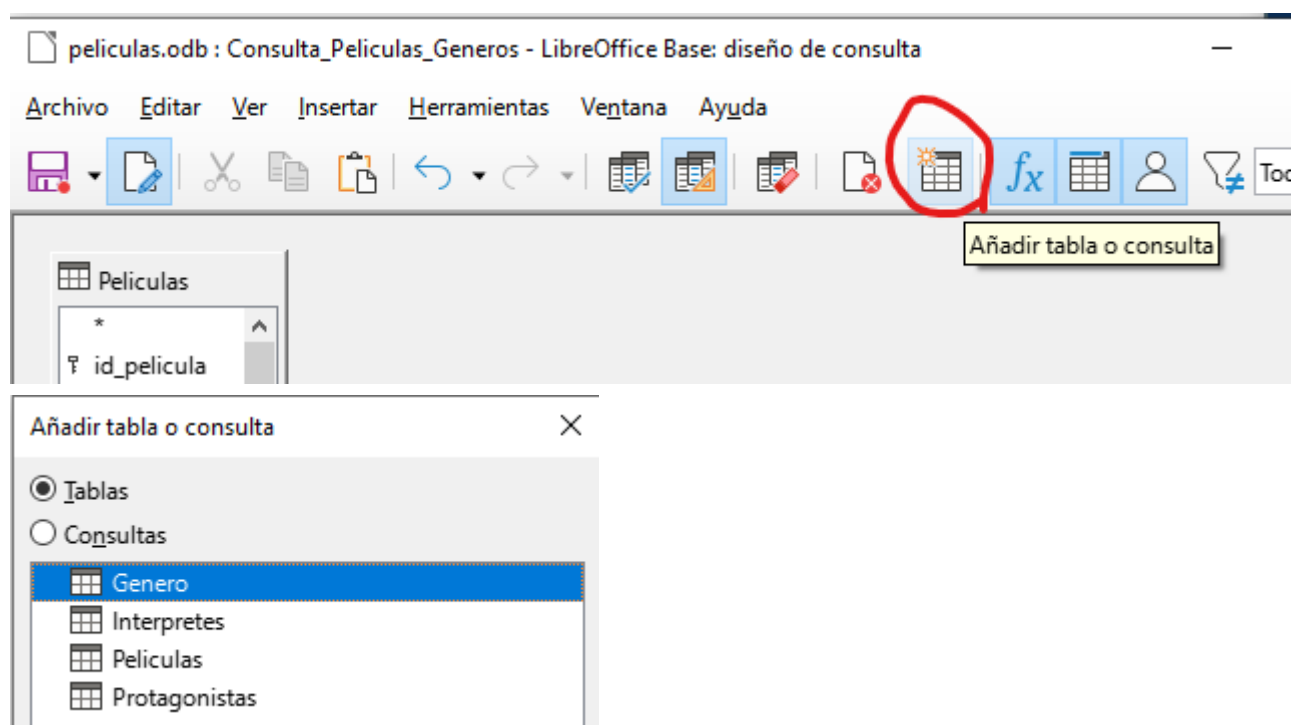 peliculas.odb : Consulta_Peliculas_Generos - LibreOffice Base: diseño de consulta
Archivo Editar Ver Insertar Herramientas Ventana Ayuda
fx
Añadir tabla o consulta
Peliculas
*
id_pelicula
Añadir tabla o consulta
Tablas
Consultas
Genero
Interpretes
Peliculas
Protagonistas